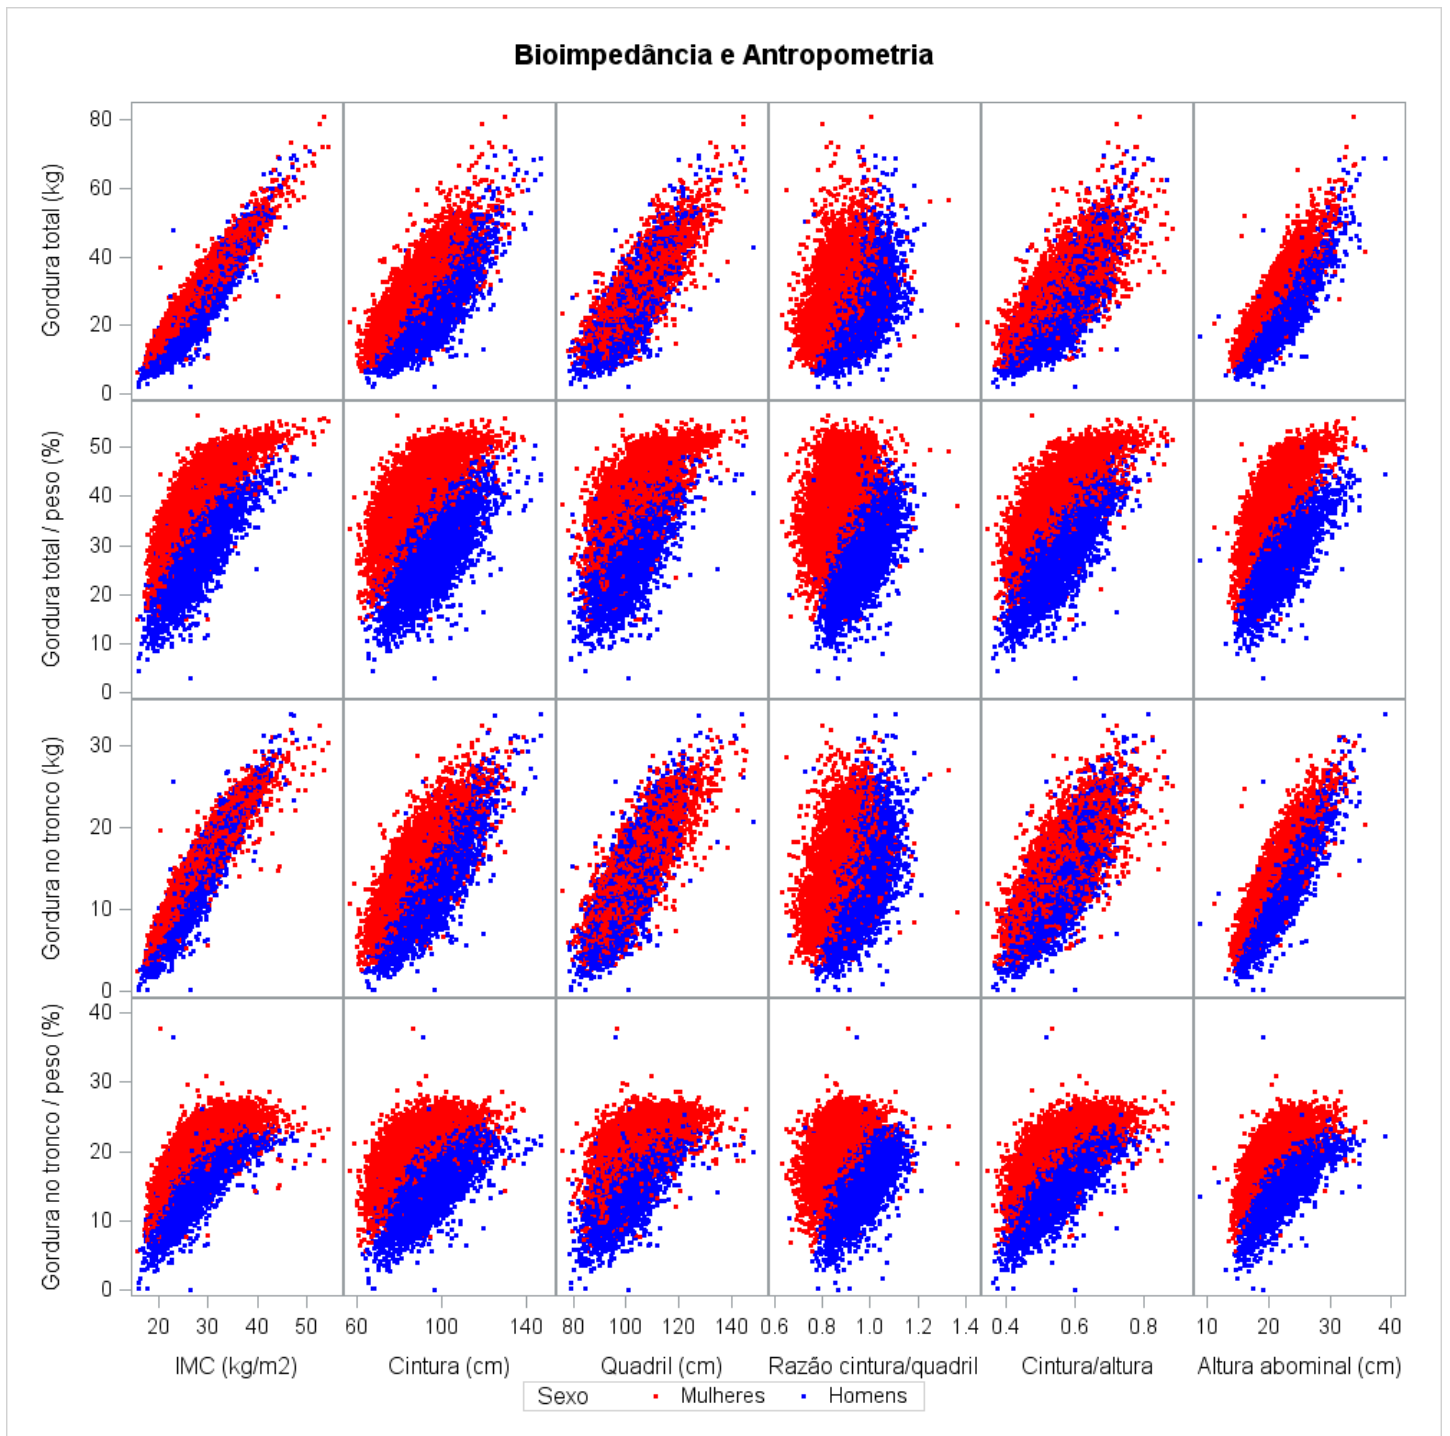 Bioimpedância e Antropometria
Gordura total (kg)
80
60
40
20
0
Gordura total / peso (%)
50
40
30
20
10
0
Gordura no tronco (kg)
30
20
10
0
Gordura no tronco / peso (%)
40
30
20
10
0
20 30 40 50
60 100 140
80 100 120 140
0.6 0.8 1.0 1.2 1.4
0.4 0.6 0.8
10 20 30 40
IMC (kg/m2)
Cintura (cm)
Quadril (cm)
Razão cintura/quadril
Cintura/altura
Altura abominal (cm)
Sexo Mulheres Homens